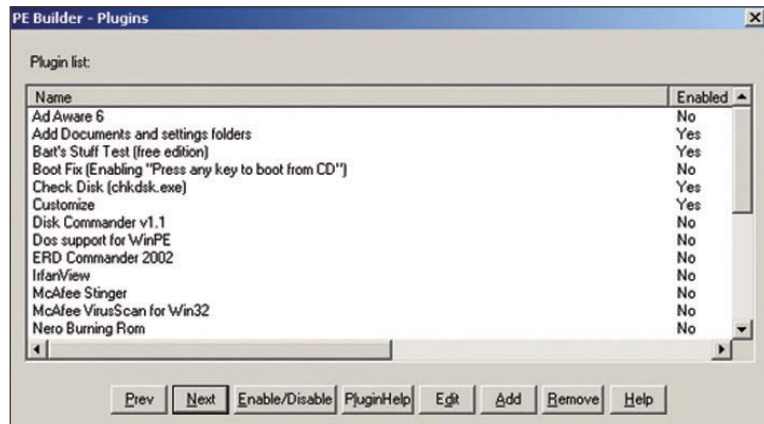 PE Builder - Plugins
Plugin list:
Name Enabled
Ad Aware 6 No
Add Documents and settings folders Yes
Bart's Stuff Test (free edition) Yes
Boot Fix (Enabling "Press any key to boot from CD") No
Check Disk (chkdsk.exe) Yes
Customize Yes
Disk Commander v1.1 No
Dos support for WinPE No
ERD Commander 2002 No
IrfanView No
McAfee Stinger No
McAfee VirusScan for Win32 No
Nero Burning Rom No
Prev Next Enable/Disable PluginHelp Edit Add Remove Help